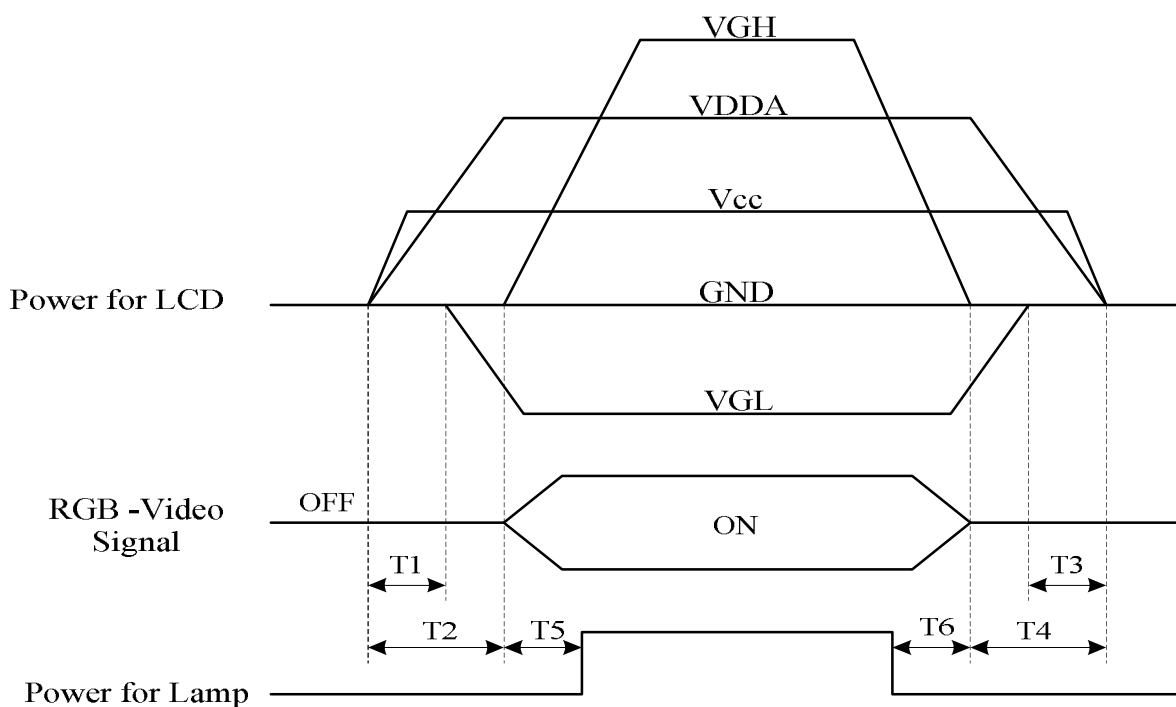 VGH
VDDA
Vcc
Power for LCD
GND
VGL
RGB -Video
Signal
OFF
ON
T1
T3
T2
T5
T6
T4
Power for Lamp